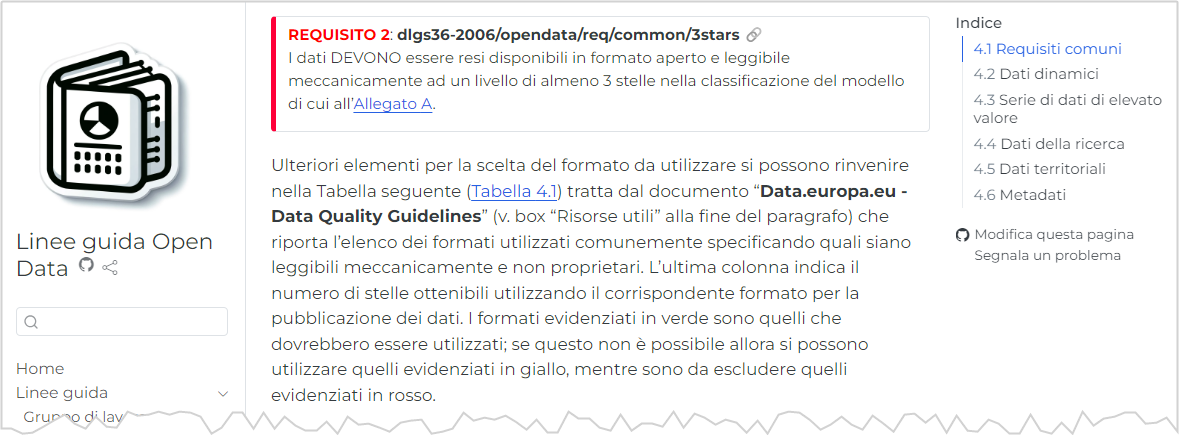 Linee guida Open
Data
Home
Linee guida
REQUISITO 2: dlgs36-2006/opendata/req/common/3stars
I dati DEVONO essere resi disponibili in formato aperto e leggibile
meccanicamente ad un livello di almeno 3 stelle nella classificazione del modello
di cui all’Allegato A.
Ulteriori elementi per la scelta del formato da utilizzare si possono rinvenire
nella Tabella seguente (Tabella 4.1) tratta dal documento “Data.europa.eu -
Data Quality Guidelines” (v. box “Risorse utili” alla fine del paragrafo) che
riporta l’elenco dei formati utilizzati comunemente specificando quali siano
leggibili meccanicamente e non proprietari. L’ultima colonna indica il
numero di stelle ottenibili utilizzando il corrispondente formato per la
pubblicazione dei dati. I formati evidenziati in verde sono quelli che
dovrebbero essere utilizzati; se questo non è possibile allora si possono
utilizzare quelli evidenziati in giallo, mentre sono da escludere quelli
evidenziati in rosso.
Indice
4.1 Requisiti comuni
4.2 Dati dinamici
4.3 Serie di dati di elevato
valore
4.4 Dati della ricerca
4.5 Dati territoriali
4.6 Metadati
Modifica questa pagina
Segnala un problema